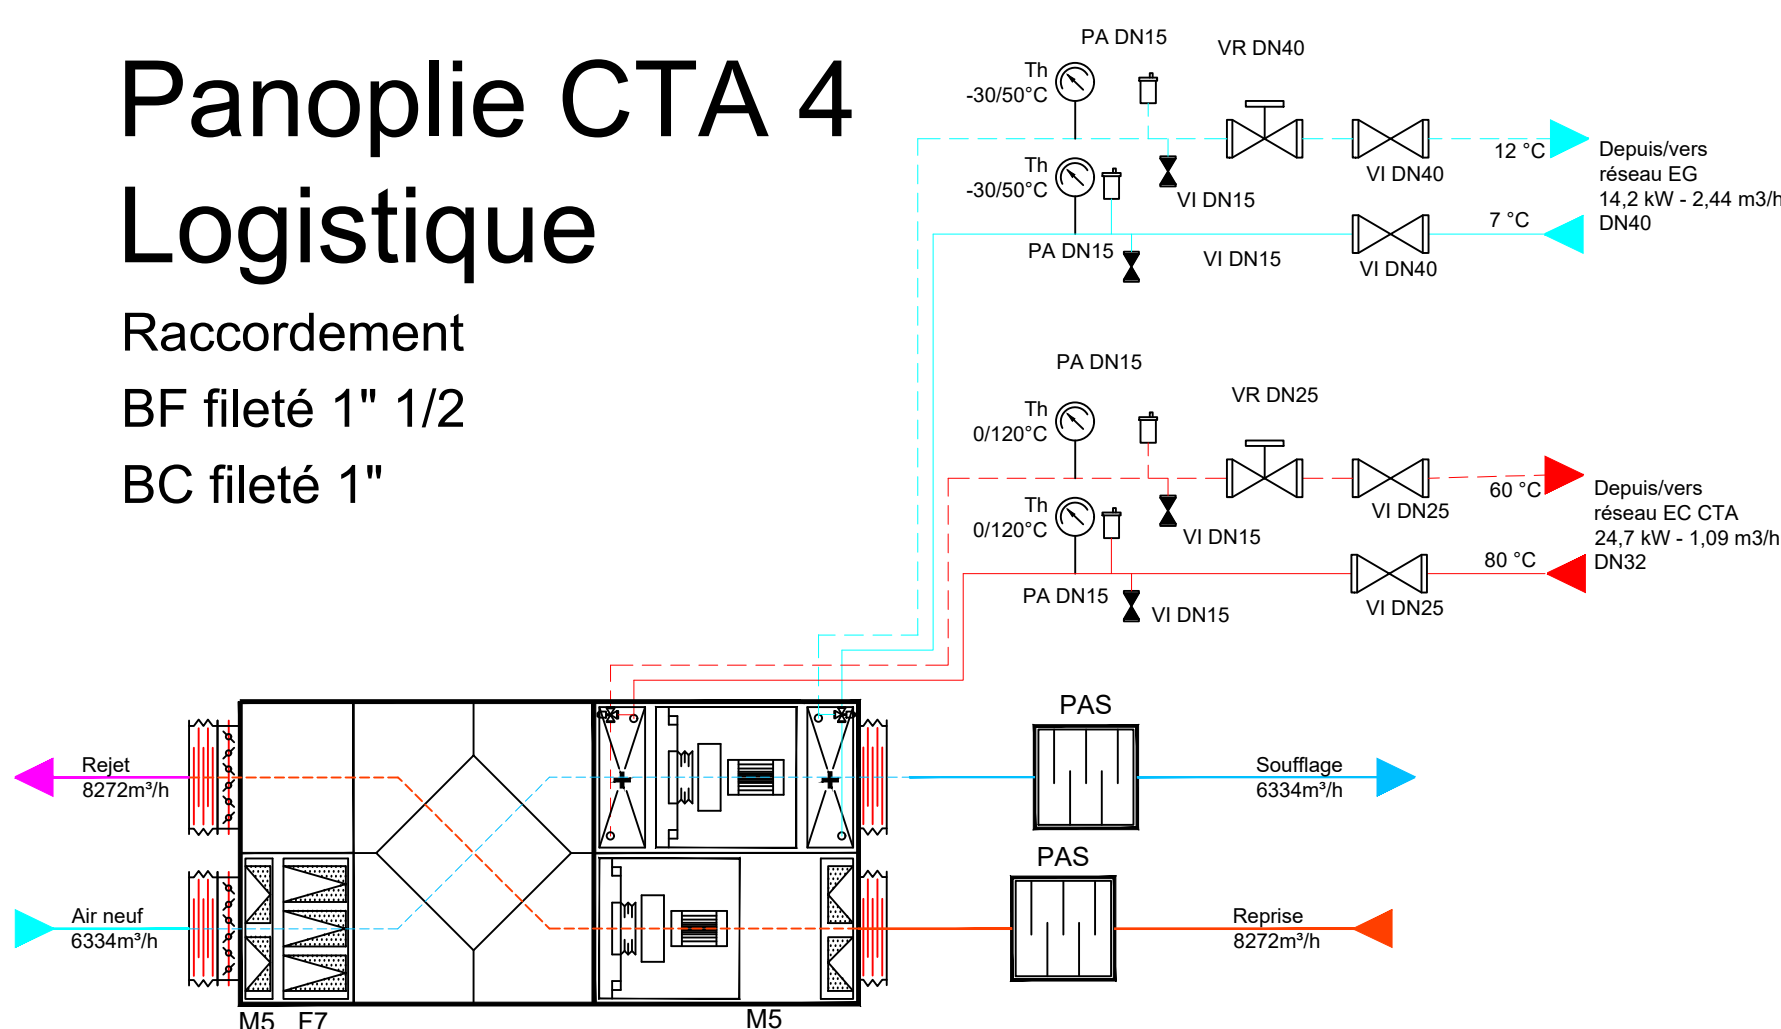 Panoplie CTA 4
Logistique
Raccordement
BF fileté 1" 1/2
BC fileté 1"
PA DN15
VR DN40
Th
-30/50°C
12 °C
VI DN40
Depuis/vers
réseau EG
14,2 kW - 2,44 m3/h
DN40
Th
-30/50°C
VI DN15
7 °C
PA DN15
VI DN15
VI DN40
PA DN15
VR DN25
Th
0/120°C
60 °C
VI DN25
Depuis/vers
réseau EC CTA
24,7 kW - 1,09 m3/h
DN32
Th
0/120°C
VI DN15
80 °C
PA DN15
VI DN15
VI DN25
PAS
Rejet
8272m³/h
Soufflage
6334m³/h
PAS
Air neuf
6334m³/h
Reprise
8272m³/h
M5
F7
M5